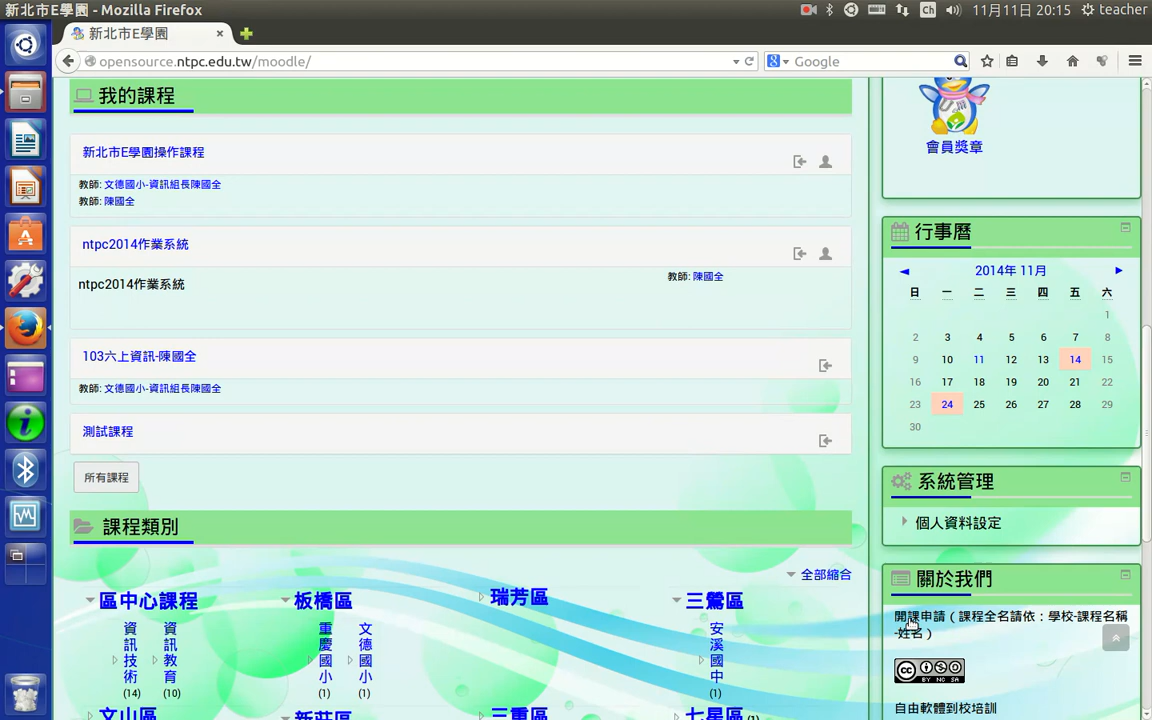 新北市E學園 - Mozilla Firefox
Ch
11月11日 20:15
teacher
新北市E學園
opensource.ntpc.edu.tw/moodle/
Google
我的課程
新北市E學園操作課程
教師: 文德國小-資訊組長陳國全
教師: 陳國全
ntpc2014作業系統
教師: 陳國全
ntpc2014作業系統
103六上資訊-陳國全
教師: 文德國小-資訊組長陳國全
測試課程
所有課程
課程類別
全部縮合
區中心課程
板橋區
瑞芳區
三鶯區
資訊技術
(14)
資訊教育
(10)
重慶國小
(1)
文德國小
(1)
安溪國中
(1)
文山區
新莊區
三重區
七星區 (1)
會員獎章
行事曆
2014年 11月
日 一 二 三 四 五 六
1
2 3 4 5 6 7 8
9 10 11 12 13 14 15
16 17 18 19 20 21 22
23 24 25 26 27 28 29
30
系統管理
個人資料設定
關於我們
開課申請（課程全名請依：學校-課程名稱
-姓名）
cc BY NC SA
自由軟體到校培訓